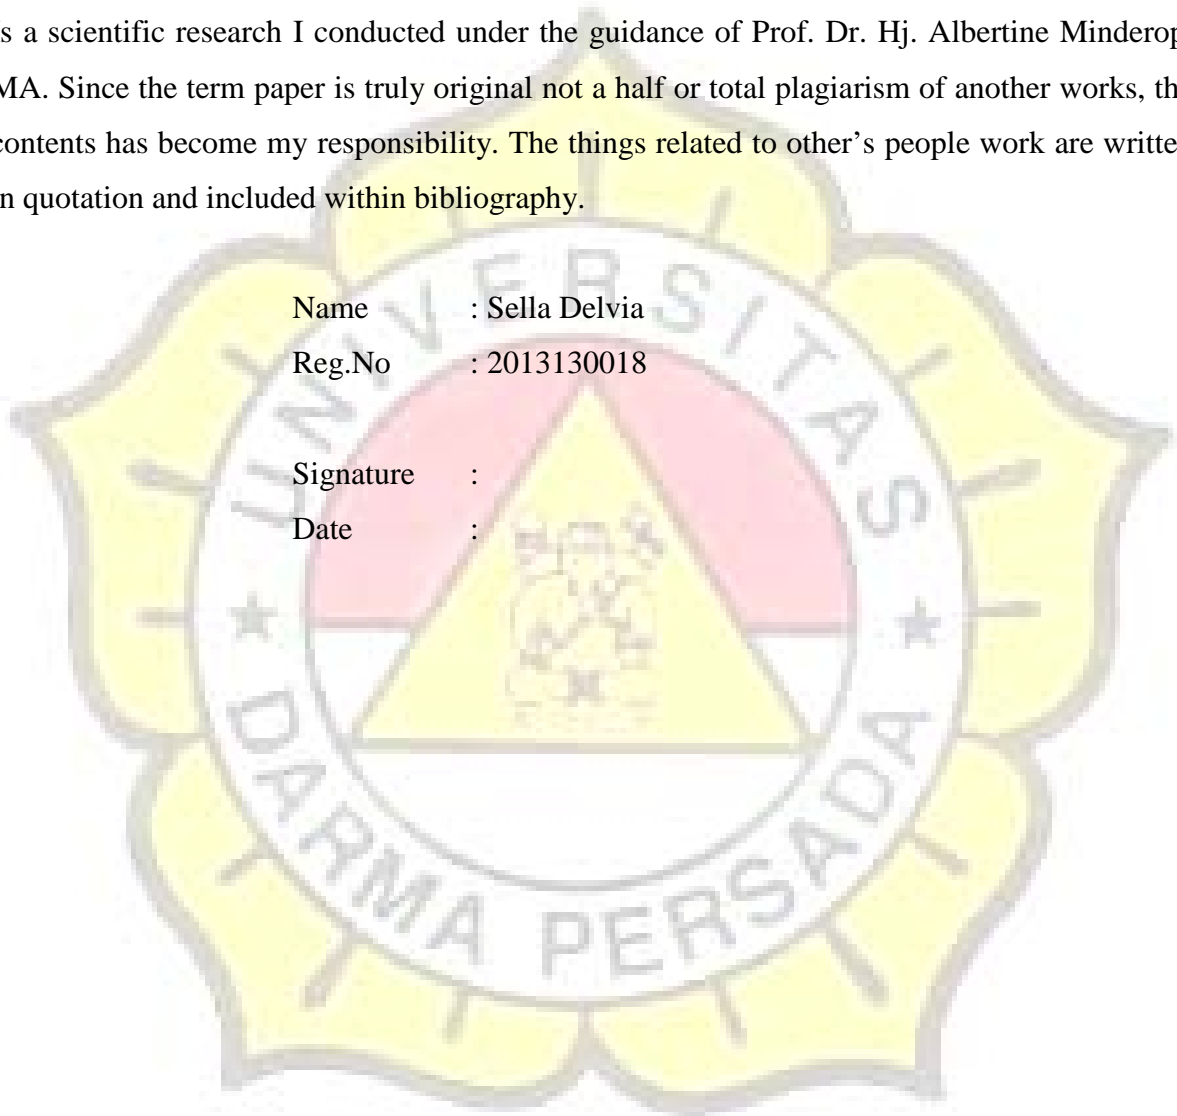 is a scientific research I conducted under the guidance of Prof. Dr. Hj. Albertine Minderop
MA. Since the term paper is truly original not a half or total plagiarism of another works, th
contents has become my responsibility. The things related to other’s people work are writte
in quotation and included within bibliography.
Name : Sella Delvia
Reg.No : 2013130018
Signature :
Date :
UNIVERSITAS
DARMA PERSADA